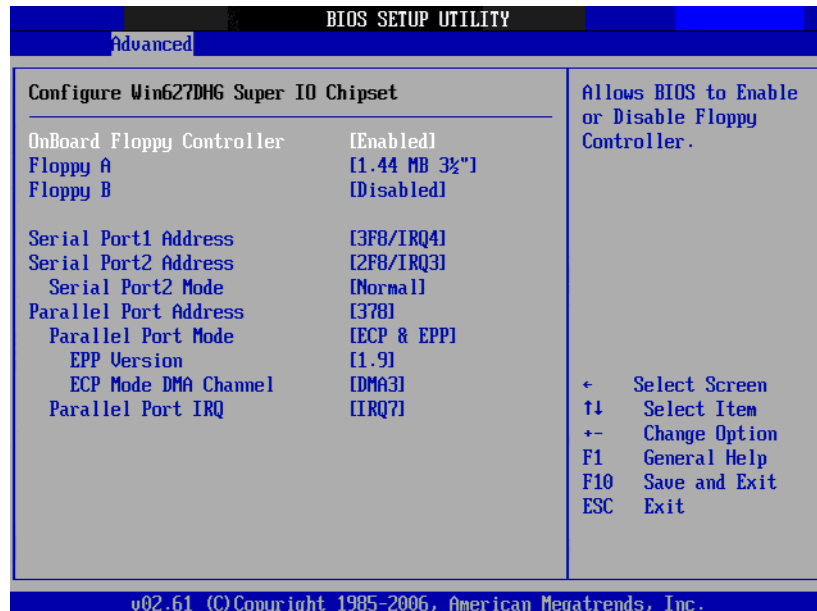 BIOS SETUP UTILITY
Advanced
Configure Win627DHG Super IO Chipset
OnBoard Floppy Controller [Enabled]
Floppy A [1.44 MB 3½"]
Floppy B [Disabled]
Serial Port1 Address [3F8/IRQ4]
Serial Port2 Address [2F8/IRQ3]
Serial Port2 Mode [Normal]
Parallel Port Address [378]
Parallel Port Mode [ECP & EPP]
EPP Version [1.9]
ECP Mode DMA Channel [DMA3]
Parallel Port IRQ [IRQ7]
Allows BIOS to Enable
or Disable Floppy
Controller.
← Select Screen
↑↓ Select Item
+- Change Option
F1 General Help
F10 Save and Exit
ESC Exit
v02.61 (C)Copyright 1985-2006, American Megatrends, Inc.